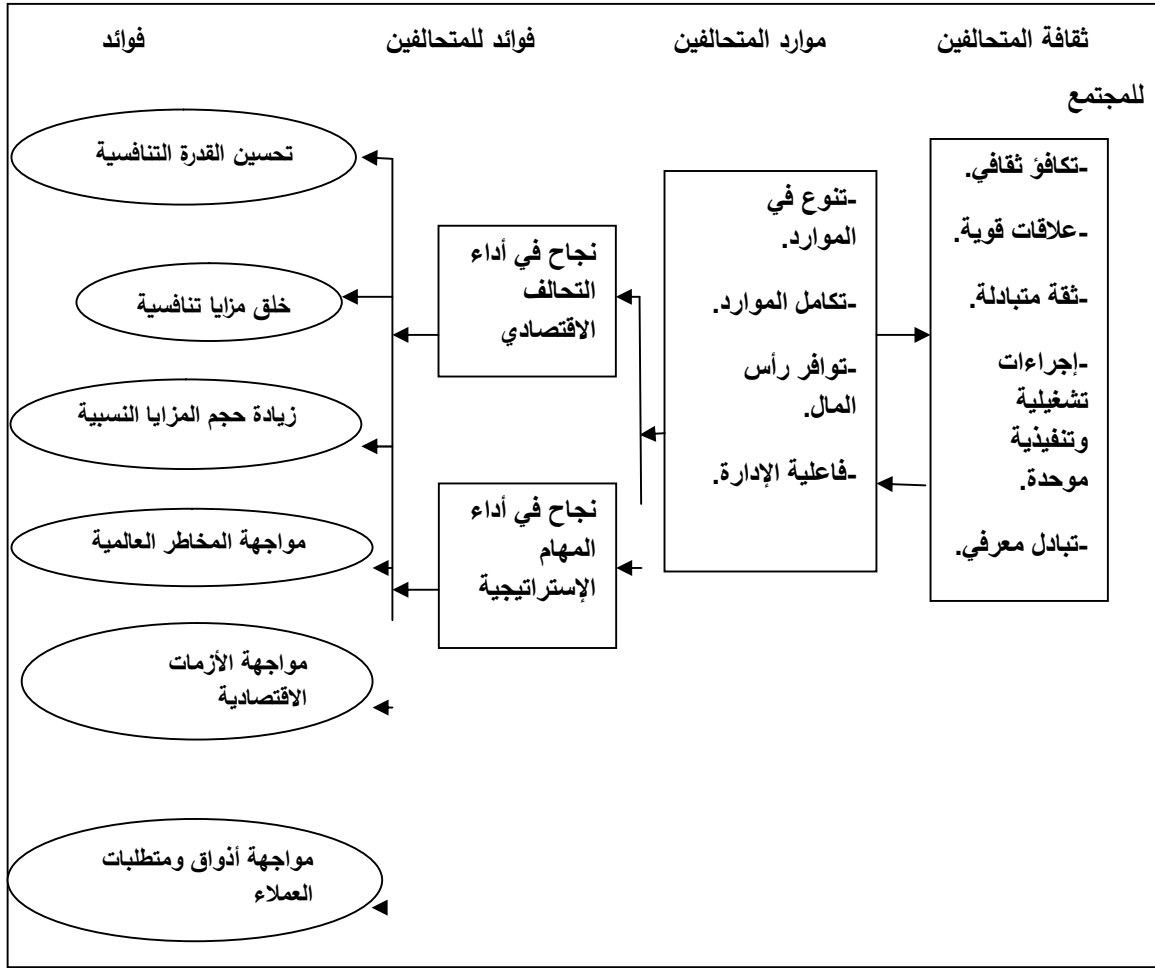 ثقافة المتحالفين موارد المتحالفين فوائد للمتحالفين فوائد
للمجتمع
-تكافؤ ثقافي.
-علاقات قوية.
-ثقة متبادلة.
-إجراءات
تشغيلية
وتنفيذية
موحدة.
-تبادل معرفي.
-تنوع في
الموارد.
-تكامل الموارد.
-توافر رأس
المال.
-فاعلية الإدارة.
نجاح في أداء
التحالف
الاقتصادي
نجاح في أداء
المهام
الإستراتيجية
تحسين القدرة التنافسية
خلق مزايا تنافسية
زيادة حجم المزايا النسبية
مواجهة المخاطر العالمية
مواجهة الأزمات
الاقتصادية
مواجهة أذواق ومتطلبات
العملاء